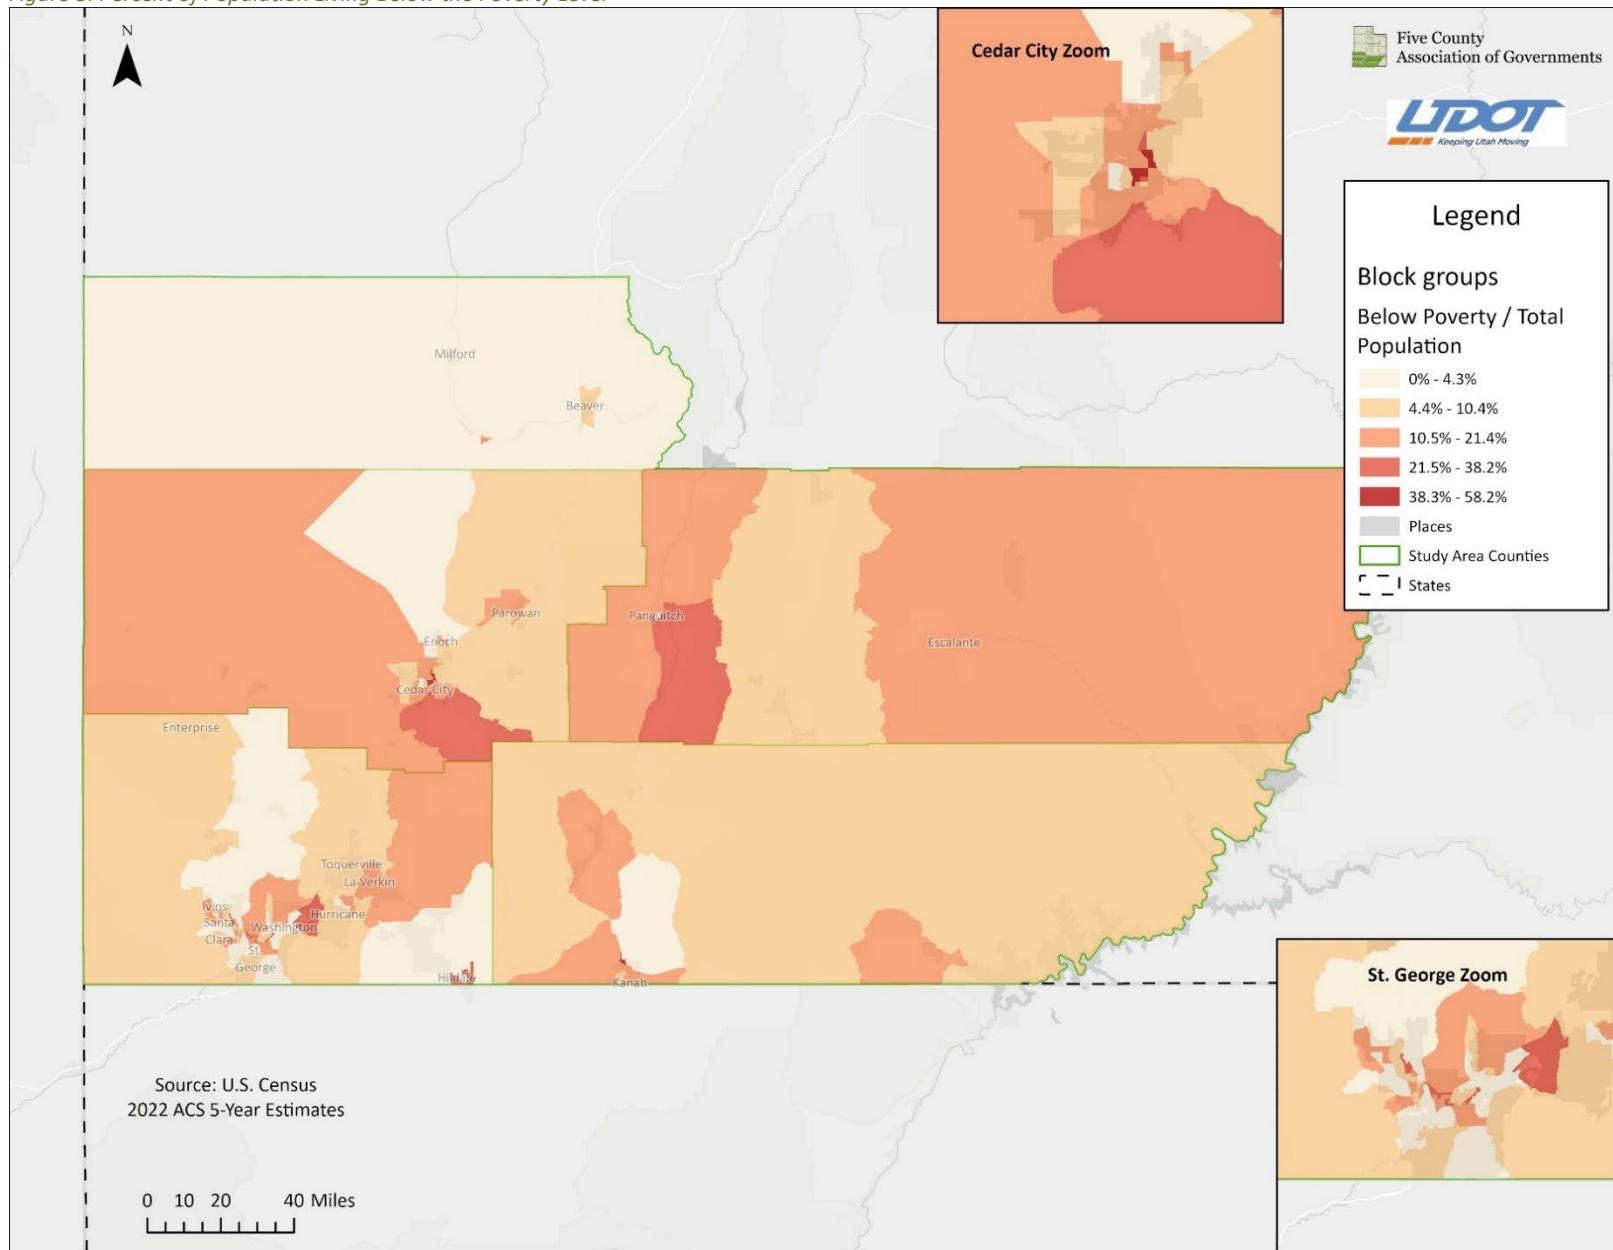 N
Cedar City Zoom
Five County
Association of Governments
UDOT
Keeping Utah Moving
Legend
Block groups
Below Poverty / Total
Population
0% - 4.3%
4.4% - 10.4%
10.5% - 21.4%
21.5% - 38.2%
38.3% - 58.2%
Places
Study Area Counties
States
Milford
Beaver
Parowan
Panguitch
Enoch
Escalante
Cedar City
Enterprise
Toquerville
La Verkin
Ivins
Santa
Clara
Washington
Hurricane
St.
George
Hildale
Kanab
St. George Zoom
Source: U.S. Census
2022 ACS 5-Year Estimates
0 10 20 40 Miles